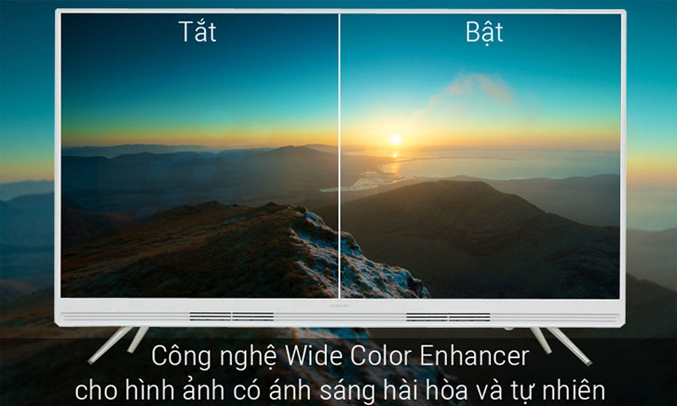 Tắt
Bật
Công nghệ Wide Color Enhancer
cho hình ảnh có ánh sáng hài hòa và tự nhiên